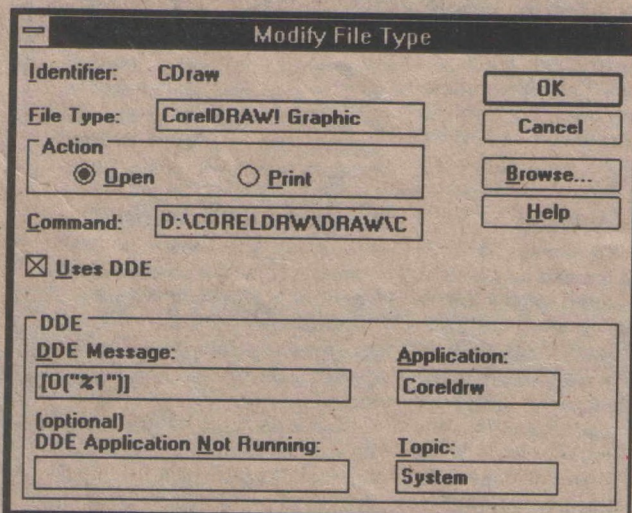 Modify File Type
Identifier: CDraw
OK
File Type: CorelDRAW! Graphic
Cancel
Action
Open Print
Browse...
Command: D:\CORELDRW\DRAW\C
Help
Uses DDE
DDE
DDE Message: Application:
[O("%1")] Coreldrw
(optional)
DDE Application Not Running: Topic:
System